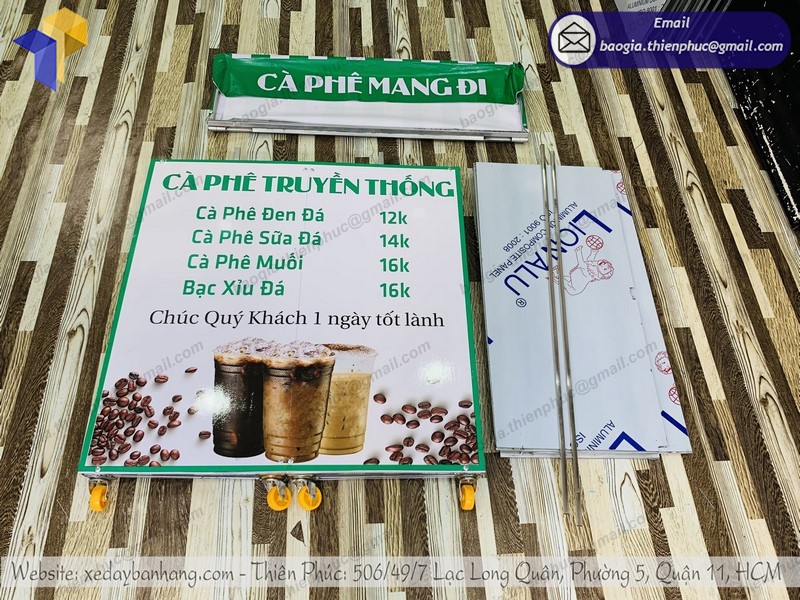 Email
baogia.thienphuc@gmail.com
CÀ PHÊ MANG ĐI
CÀ PHÊ TRUYỀN THỐNG
Cà Phê Đen Đá 12k
Cà Phê Sữa Đá 14k
Cà Phê Muối 16k
Bạc Xỉu Đá 16k
Chúc Quý Khách 1 ngày tốt lành
LIONALU®
ALUMINIUM COMPOSITE PANEL
ISO 9001 : 2008
Website: xedaybanhang.com - Thiên Phúc: 506/49/7 Lạc Long Quân, Phường 5, Quận 11, HCM